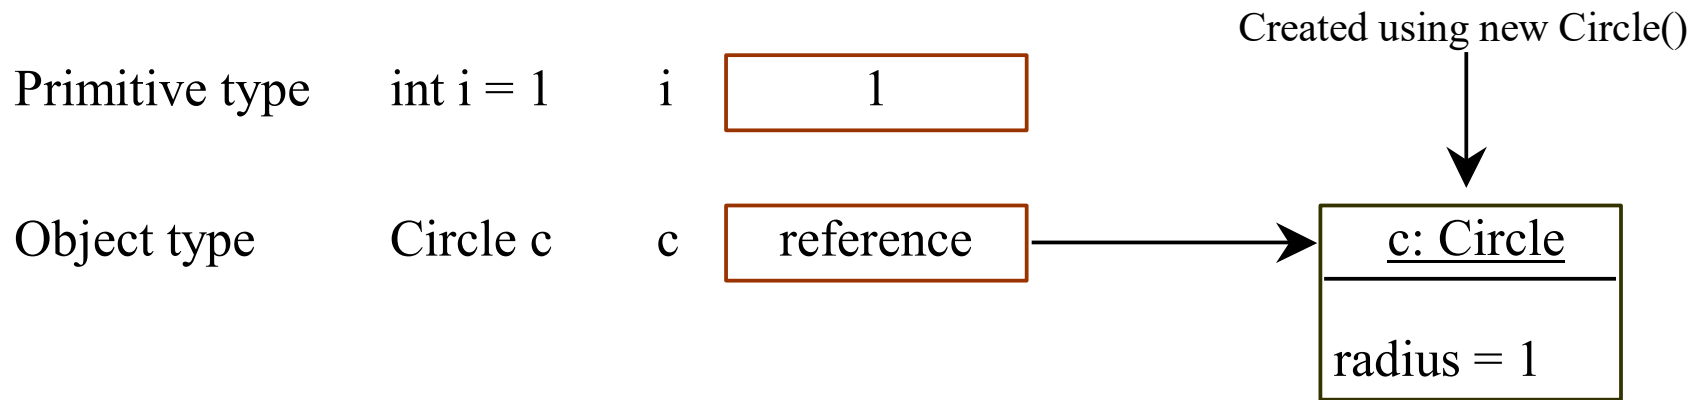 Created using new Circle()
Primitive type int i = 1 i 1
Object type Circle c c reference c: Circle
radius = 1